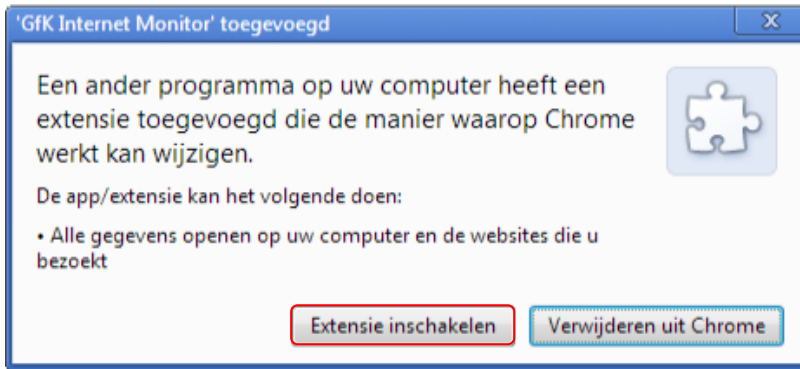 'GfK Internet Monitor' toegevoegd
Een ander programma op uw computer heeft een
extensie toegevoegd die de manier waarop Chrome
werkt kan wijzigen.
De app/extensie kan het volgende doen:
• Alle gegevens openen op uw computer en de websites die u
bezoekt
Extensie inschakelen Verwijderen uit Chrome